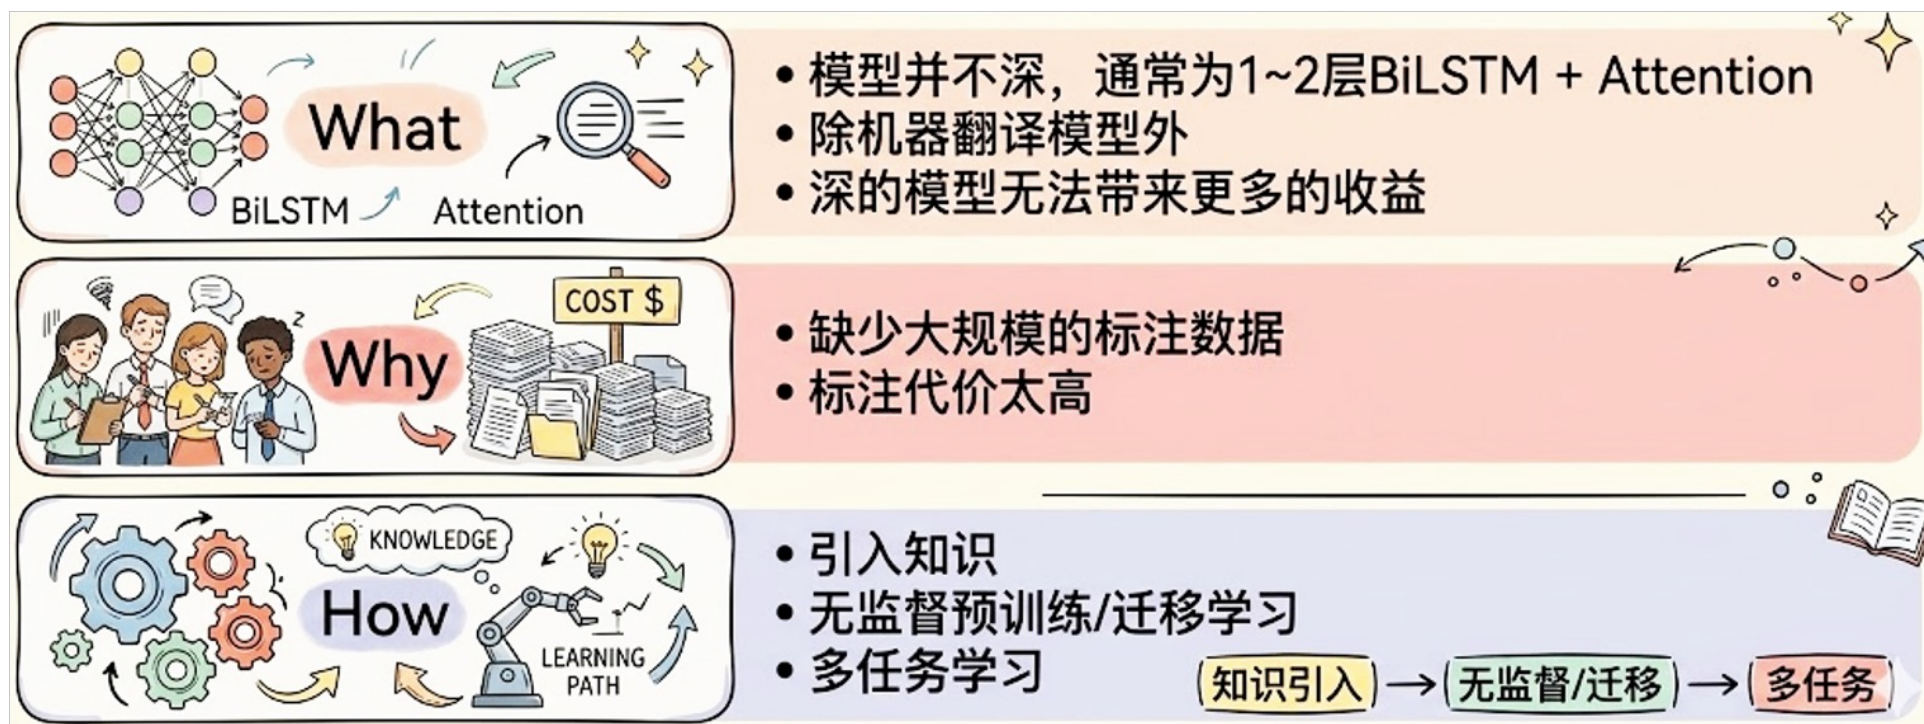 What
BiLSTM
Attention
• 模型并不深，通常为1~2层BiLSTM + Attention
• 除机器翻译模型外
• 深的模型无法带来更多的收益
Why
COST $
z
• 缺少大规模的标注数据
• 标注代价太高
KNOWLEDGE
How
LEARNING
PATH
• 引入知识
• 无监督预训练/迁移学习
• 多任务学习
知识引入 → 无监督/迁移 → 多任务